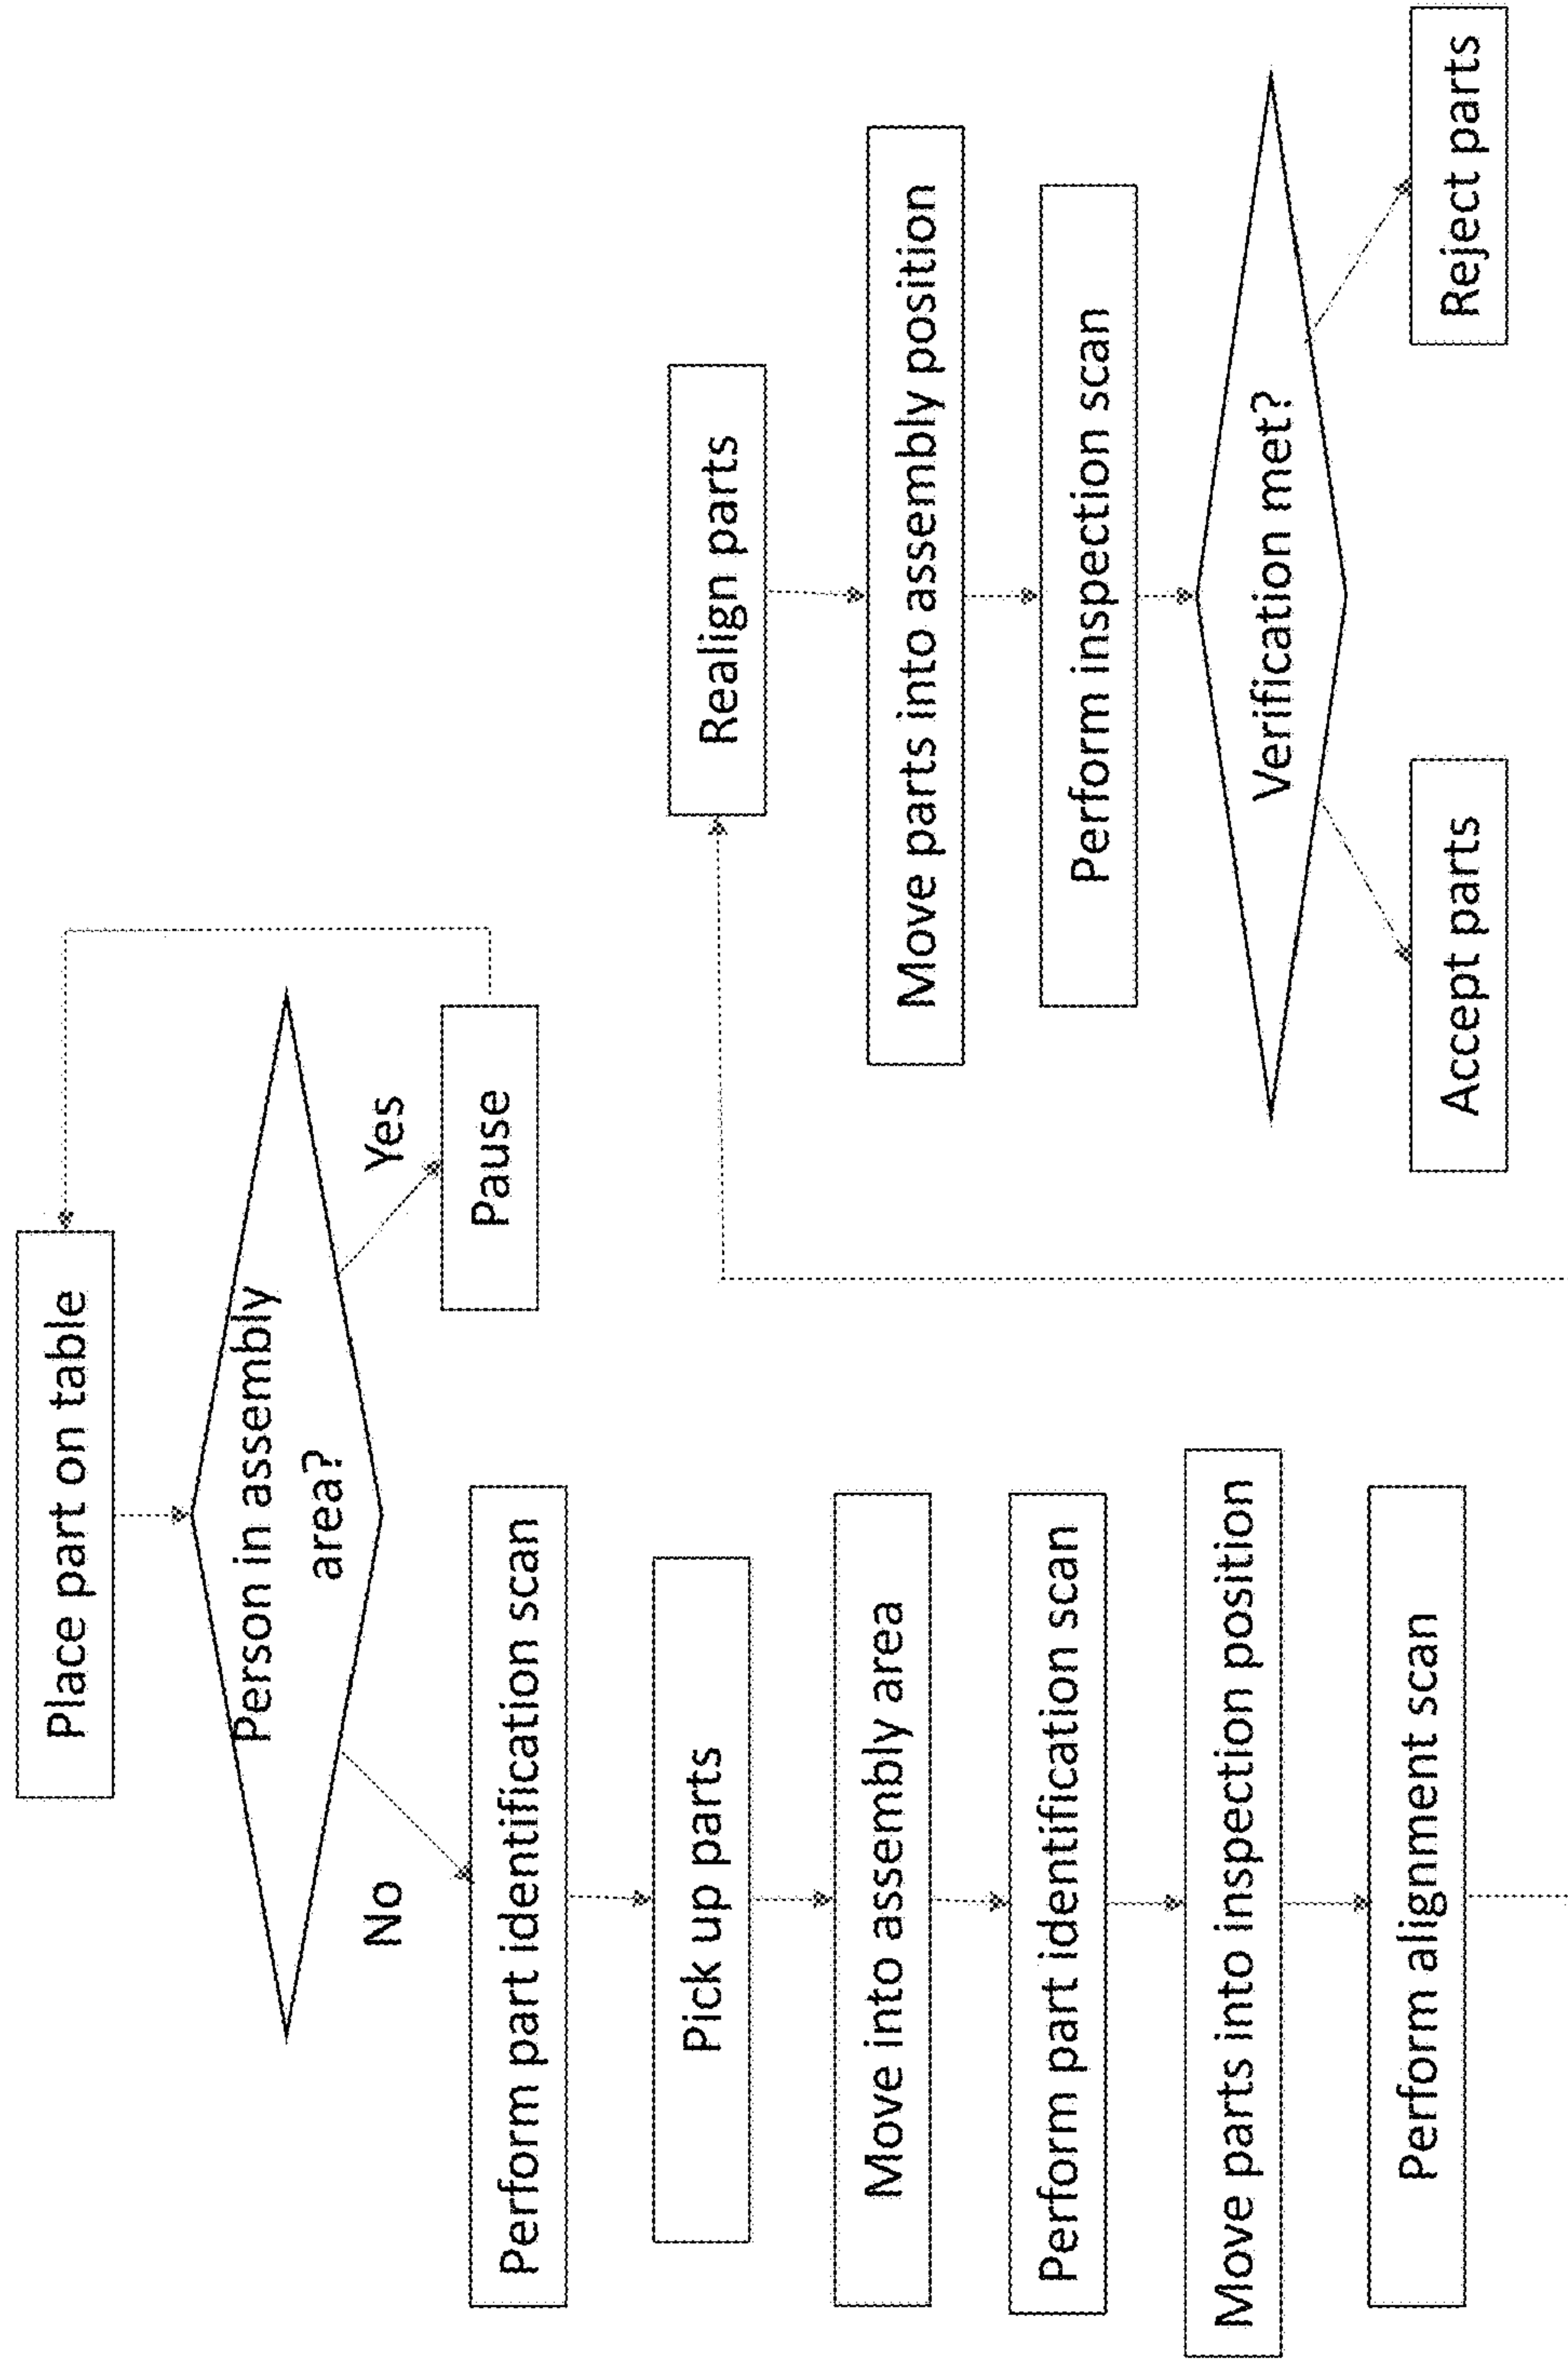 Place part on table
Person in assembly
area?
No
Yes
Pause
Perform part identification scan
Pick up parts
Move into assembly area
Perform part identification scan
Move parts into inspection position
Perform alignment scan
Realign parts
Move parts into assembly position
Perform inspection scan
Verification met?
Accept parts
Reject parts